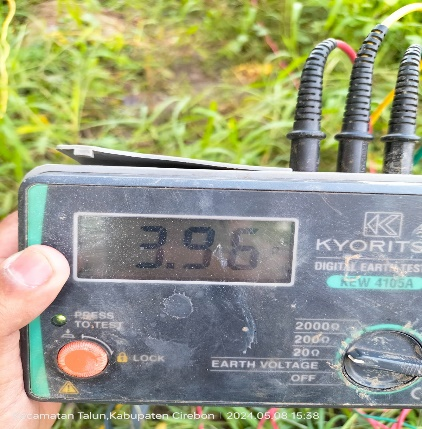 3.96
KYORITS
DIGITAL EARTH TEST
KEW 4105A
PRESS
TO TEST
LOCK
2000Ω
200Ω
20Ω
EARTH VOLTAGE
OFF
Kecamatan Talun,Kabupaten Cirebon 2024.05.08 15:38